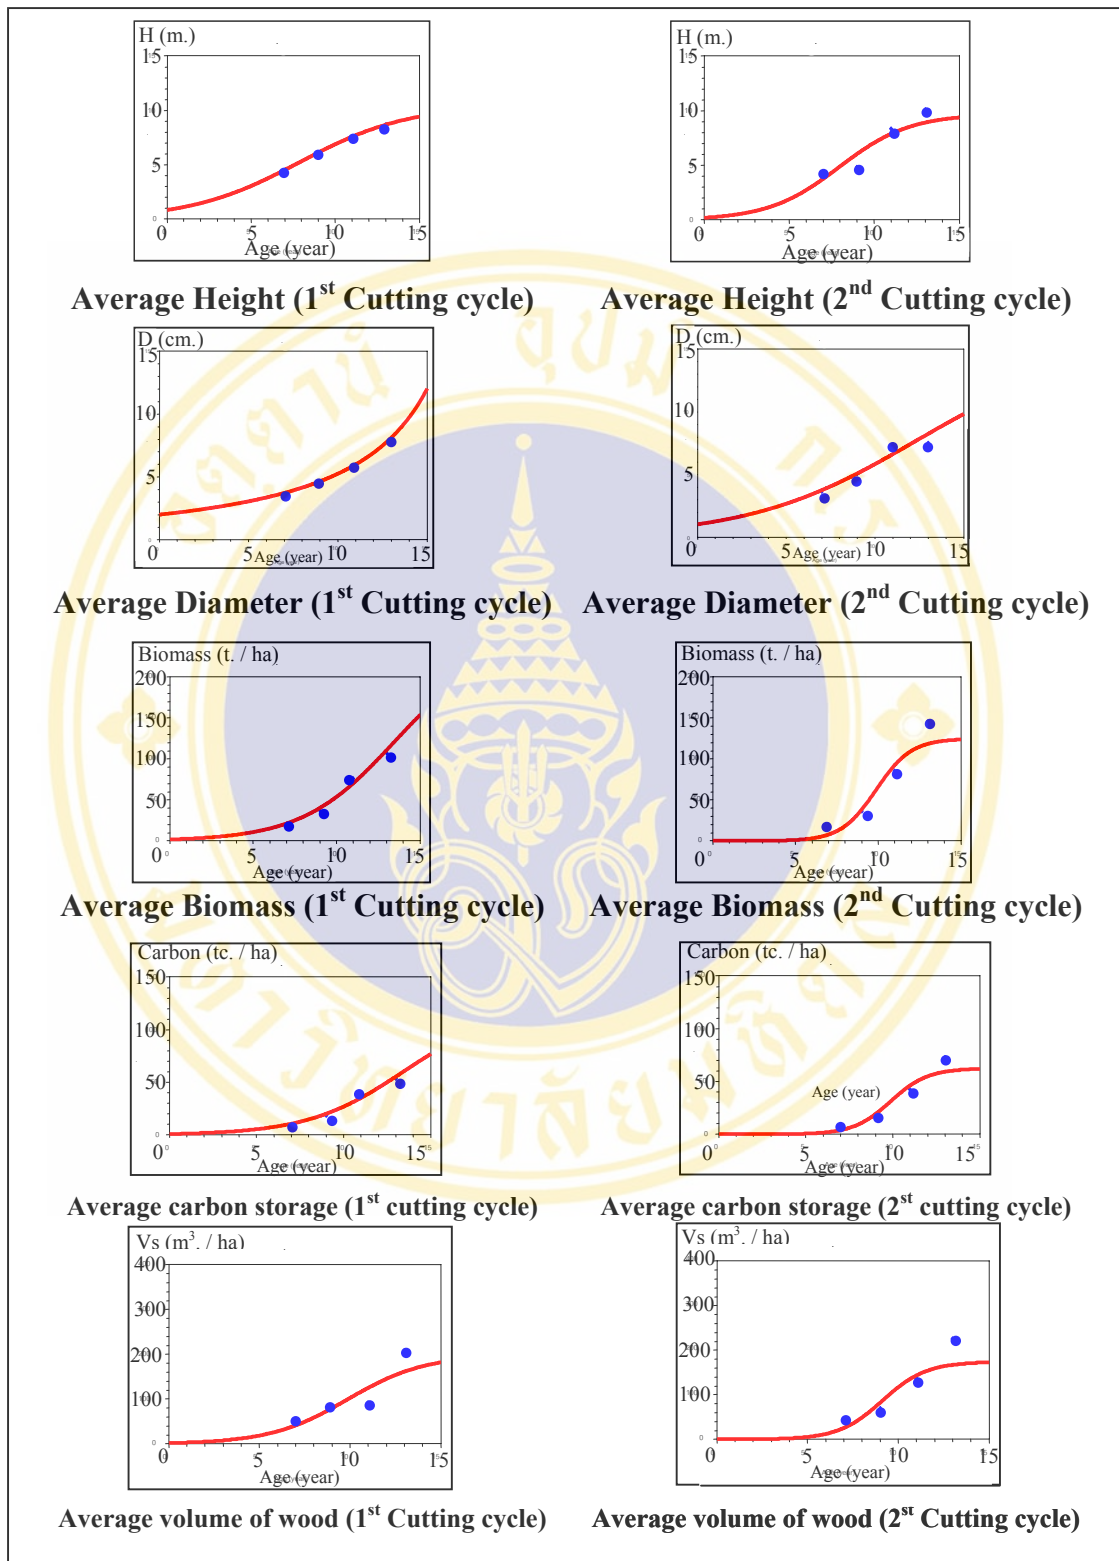 H (m.)
15
10
5
0 5 10 15
Age (year)
Average Height (1st Cutting cycle)
H (m.)
15
10
5
0 5 10 15
Age (year)
Average Height (2nd Cutting cycle)
D (cm.)
15
10
5
0 5 Age (year) 10 15
Average Diameter (1st Cutting cycle)
D (cm.)
15
10
5
0 5 Age (year) 10 15
Average Diameter (2nd Cutting cycle)
Biomass (t. / ha)
200
150
100
50
0 5 10 15
Age (year)
Average Biomass (1st Cutting cycle)
Biomass (t. / ha)
200
150
100
50
0 5 10 15
Age (year)
Average Biomass (2nd Cutting cycle)
Carbon (tc. / ha)
150
100
50
0 5 10 15
Age (year)
Average carbon storage (1st cutting cycle)
Carbon (tc. / ha)
150
100
50
Age (year)
0 5 10 15
Age (year)
Average carbon storage (2st cutting cycle)
Vs (m3. / ha)
400
300
200
100
0 5 10 15
Age (year)
Average volume of wood (1st Cutting cycle)
Vs (m3. / ha)
400
300
200
100
0 5 10 15
Age (year)
Average volume of wood (2st Cutting cycle)